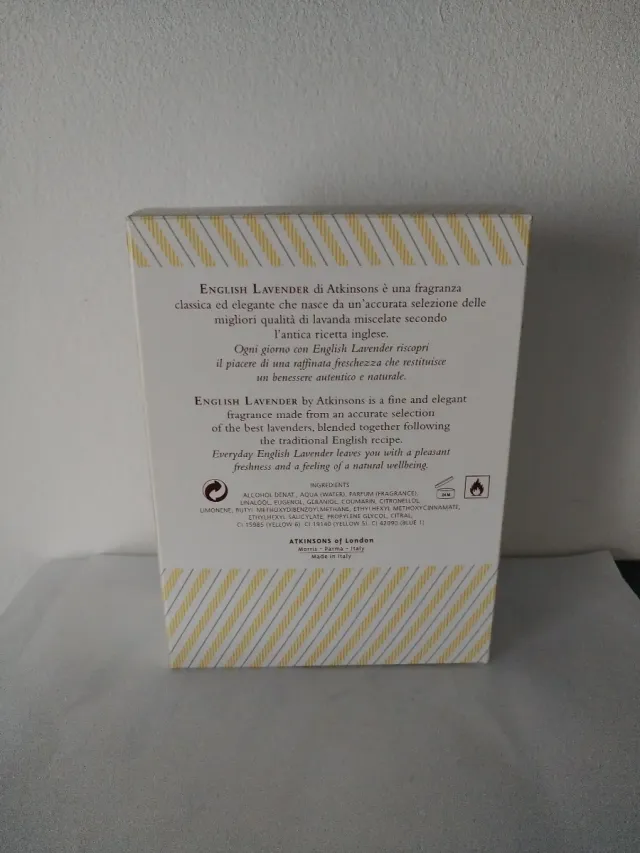 ENGLISH LAVENDER di Atkinsons è una fragranza
classica ed elegante che nasce da un'accurata selezione delle
migliori qualità di lavanda miscelate secondo
l'antica ricetta inglese.
Ogni giorno con English Lavender riscopri
il piacere di una raffinata freschezza che restituisce
un benessere autentico e naturale.
ENGLISH LAVENDER by Atkinsons is a fine and elegant
fragrance made from an accurate selection
of the best lavenders, blended together following
the traditional English recipe.
Everyday English Lavender leaves you with a pleasant
freshness and a feeling of a natural wellbeing.
INGREDIENTS
ALCOHOL DENAT., AQUA (WATER), PARFUM (FRAGRANCE),
LINALOOL, EUGENOL, GERANIOL, COUMARIN, CITRONELLOL,
LIMONENE, BUTYL METHOXYDIBENZOYLMETHANE, ETHYLHEXYL METHOXYCINNAMATE,
ETHYLHEXYL SALICYLATE, PROPYLENE GLYCOL, CITRAL,
CI 15985 (YELLOW 6), CI 19140 (YELLOW 5), CI 42090 (BLUE 1)
ATKINSONS of London
Morris - Parma - Italy
Made in Italy